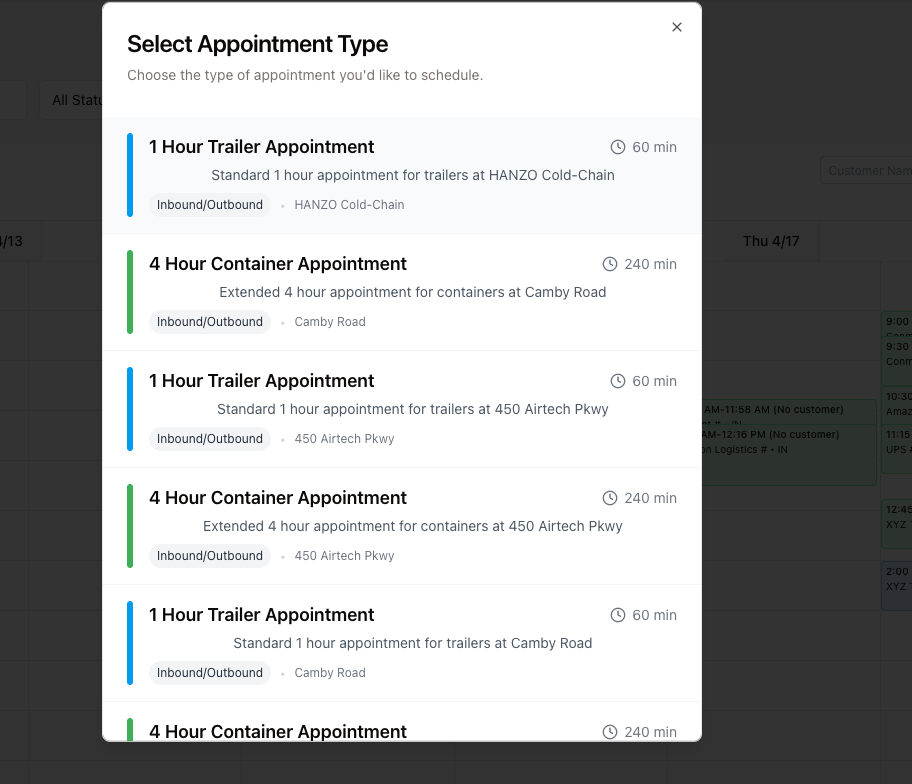 Select Appointment Type
Choose the type of appointment you'd like to schedule.
All Statu
Customer Nam
4/13
Thu 4/17
1 Hour Trailer Appointment
60 min
Standard 1 hour appointment for trailers at HANZO Cold-Chain
Inbound/Outbound • HANZO Cold-Chain
4 Hour Container Appointment
240 min
Extended 4 hour appointment for containers at Camby Road
Inbound/Outbound • Camby Road
1 Hour Trailer Appointment
60 min
Standard 1 hour appointment for trailers at 450 Airtech Pkwy
Inbound/Outbound • 450 Airtech Pkwy
4 Hour Container Appointment
240 min
Extended 4 hour appointment for containers at 450 Airtech Pkwy
Inbound/Outbound • 450 Airtech Pkwy
1 Hour Trailer Appointment
60 min
Standard 1 hour appointment for trailers at Camby Road
Inbound/Outbound • Camby Road
4 Hour Container Appointment
240 min
AM-11:58 AM (No customer)
AM-12:16 PM (No customer)
on Logistics # • IN
9:00
9:30
Conm
10:30
Amaz
11:15
UPS
12:45
XYZ
2:00
XYZ